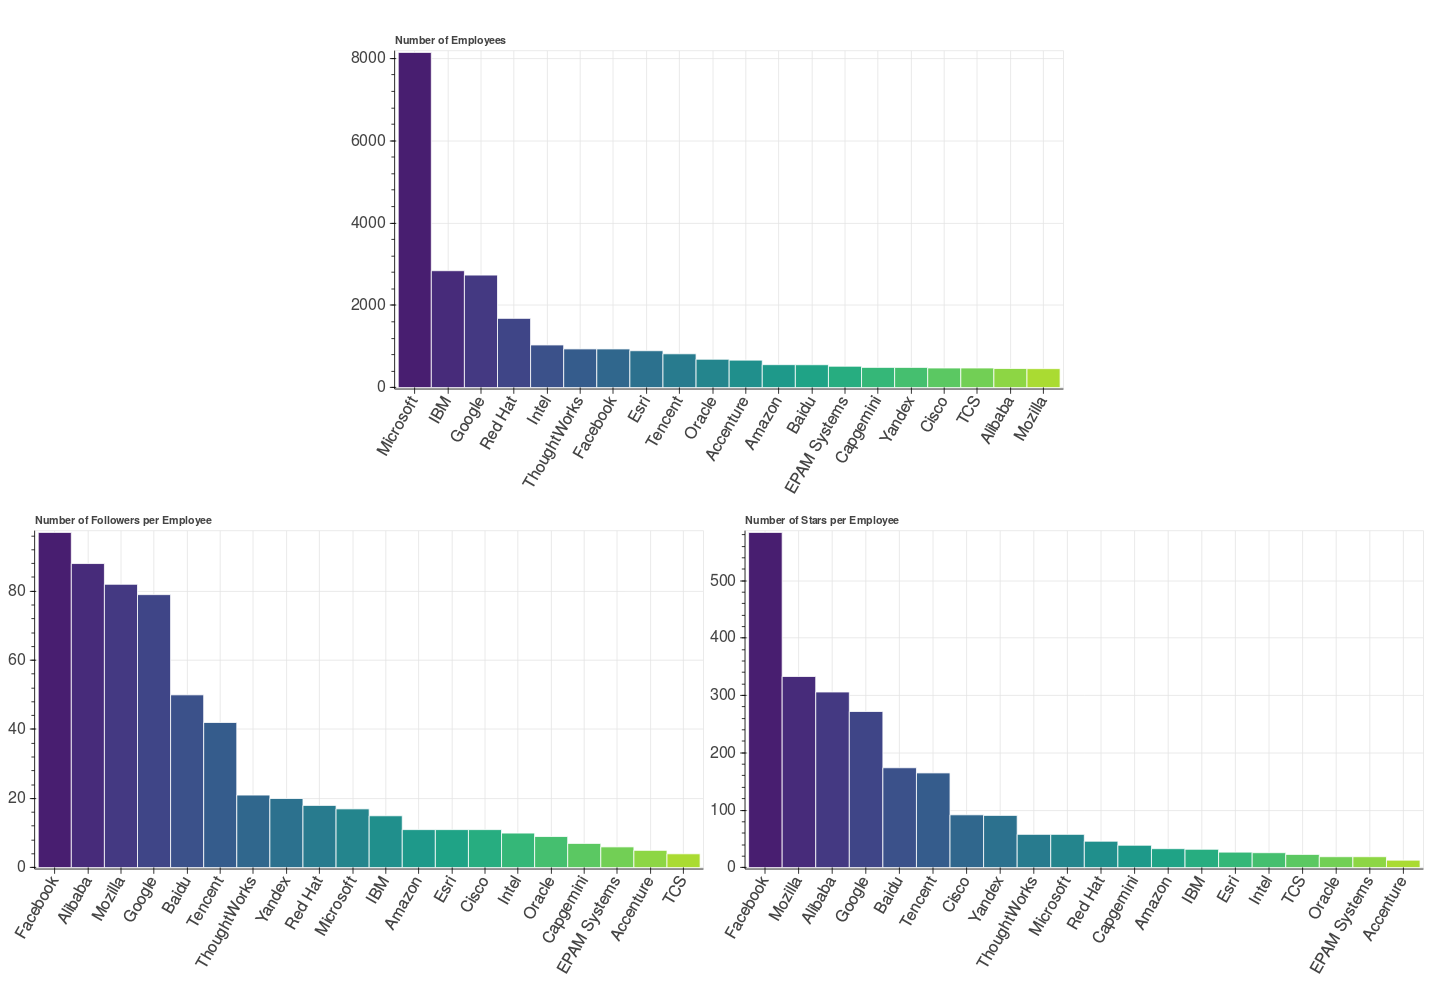 Number of Employees
8000
6000
4000
2000
0
Microsoft
IBM
Google
Red Hat
Intel
ThoughtWorks
Facebook
Esri
Tencent
Oracle
Accenture
Amazon
Baidu
EPAM Systems
Capgemini
Yandex
Cisco
TCS
Alibaba
Mozilla
Number of Followers per Employee
80
60
40
20
0
Facebook
Alibaba
Mozilla
Google
Baidu
Tencent
ThoughtWorks
Yandex
Red Hat
Microsoft
IBM
Amazon
Esri
Cisco
Intel
Oracle
Capgemini
EPAM Systems
Accenture
TCS
Number of Stars per Employee
500
400
300
200
100
0
Facebook
Mozilla
Alibaba
Google
Baidu
Tencent
Cisco
Yandex
ThoughtWorks
Microsoft
Red Hat
Capgemini
Amazon
IBM
Esri
Intel
TCS
Oracle
EPAM Systems
Accenture